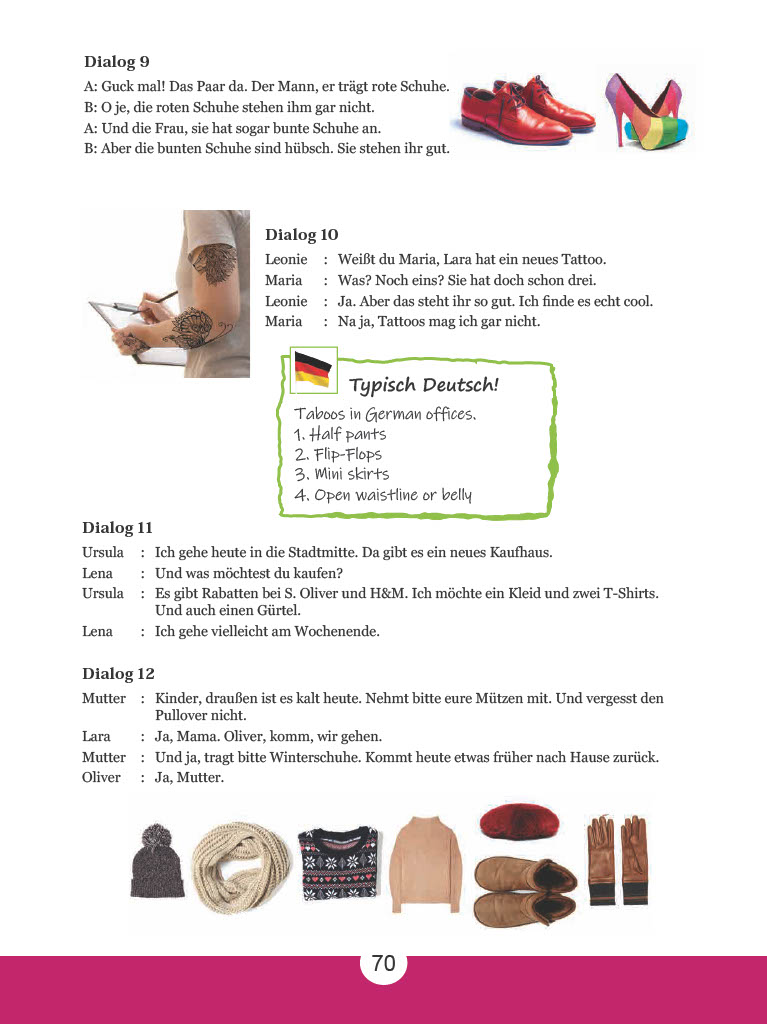 Dialog 9
A: Guck mal! Das Paar da. Der Mann, er trägt rote Schuhe.
B: O je, die roten Schuhe stehen ihm gar nicht.
A: Und die Frau, sie hat sogar bunte Schuhe an.
B: Aber die bunten Schuhe sind hübsch. Sie stehen ihr gut.
Dialog 10
Leonie : Weißt du Maria, Lara hat ein neues Tattoo.
Maria : Was? Noch eins? Sie hat doch schon drei.
Leonie : Ja. Aber das steht ihr so gut. Ich finde es echt cool.
Maria : Na ja, Tattoos mag ich gar nicht.
Typisch Deutsch!
Taboos in German offices.
1. Half pants
2. Flip-Flops
3. Mini skirts
4. Open waistline or belly
Dialog 11
Ursula : Ich gehe heute in die Stadtmitte. Da gibt es ein neues Kaufhaus.
Lena : Und was möchtest du kaufen?
Ursula : Es gibt Rabatten bei S. Oliver und H&M. Ich möchte ein Kleid und zwei T-Shirts.
Und auch einen Gürtel.
Lena : Ich gehe vielleicht am Wochenende.
Dialog 12
Mutter : Kinder, draußen ist es kalt heute. Nehmt bitte eure Mützen mit. Und vergesst den
Pullover nicht.
Lara : Ja, Mama. Oliver, komm, wir gehen.
Mutter : Und ja, tragt bitte Winterschuhe. Kommt heute etwas früher nach Hause zurück.
Oliver : Ja, Mutter.
70